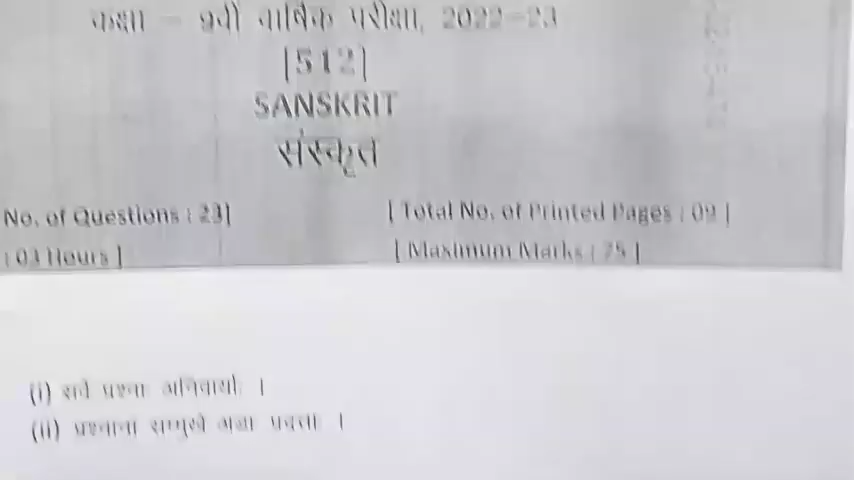 कक्षा – 9वीं वार्षिक परीक्षा, 2022-23
[512]
SANSKRIT
संस्कृत
No. of Questions : 23]
[ Total No. of Printed Pages : 09 ]
: 03 Hours ]
[ Maximum Marks : 75 ]
(i) सर्वे प्रश्नाः अनिवार्याः ।
(ii) प्रश्नानां सम्मुखे अङ्काः प्रदत्ताः ।